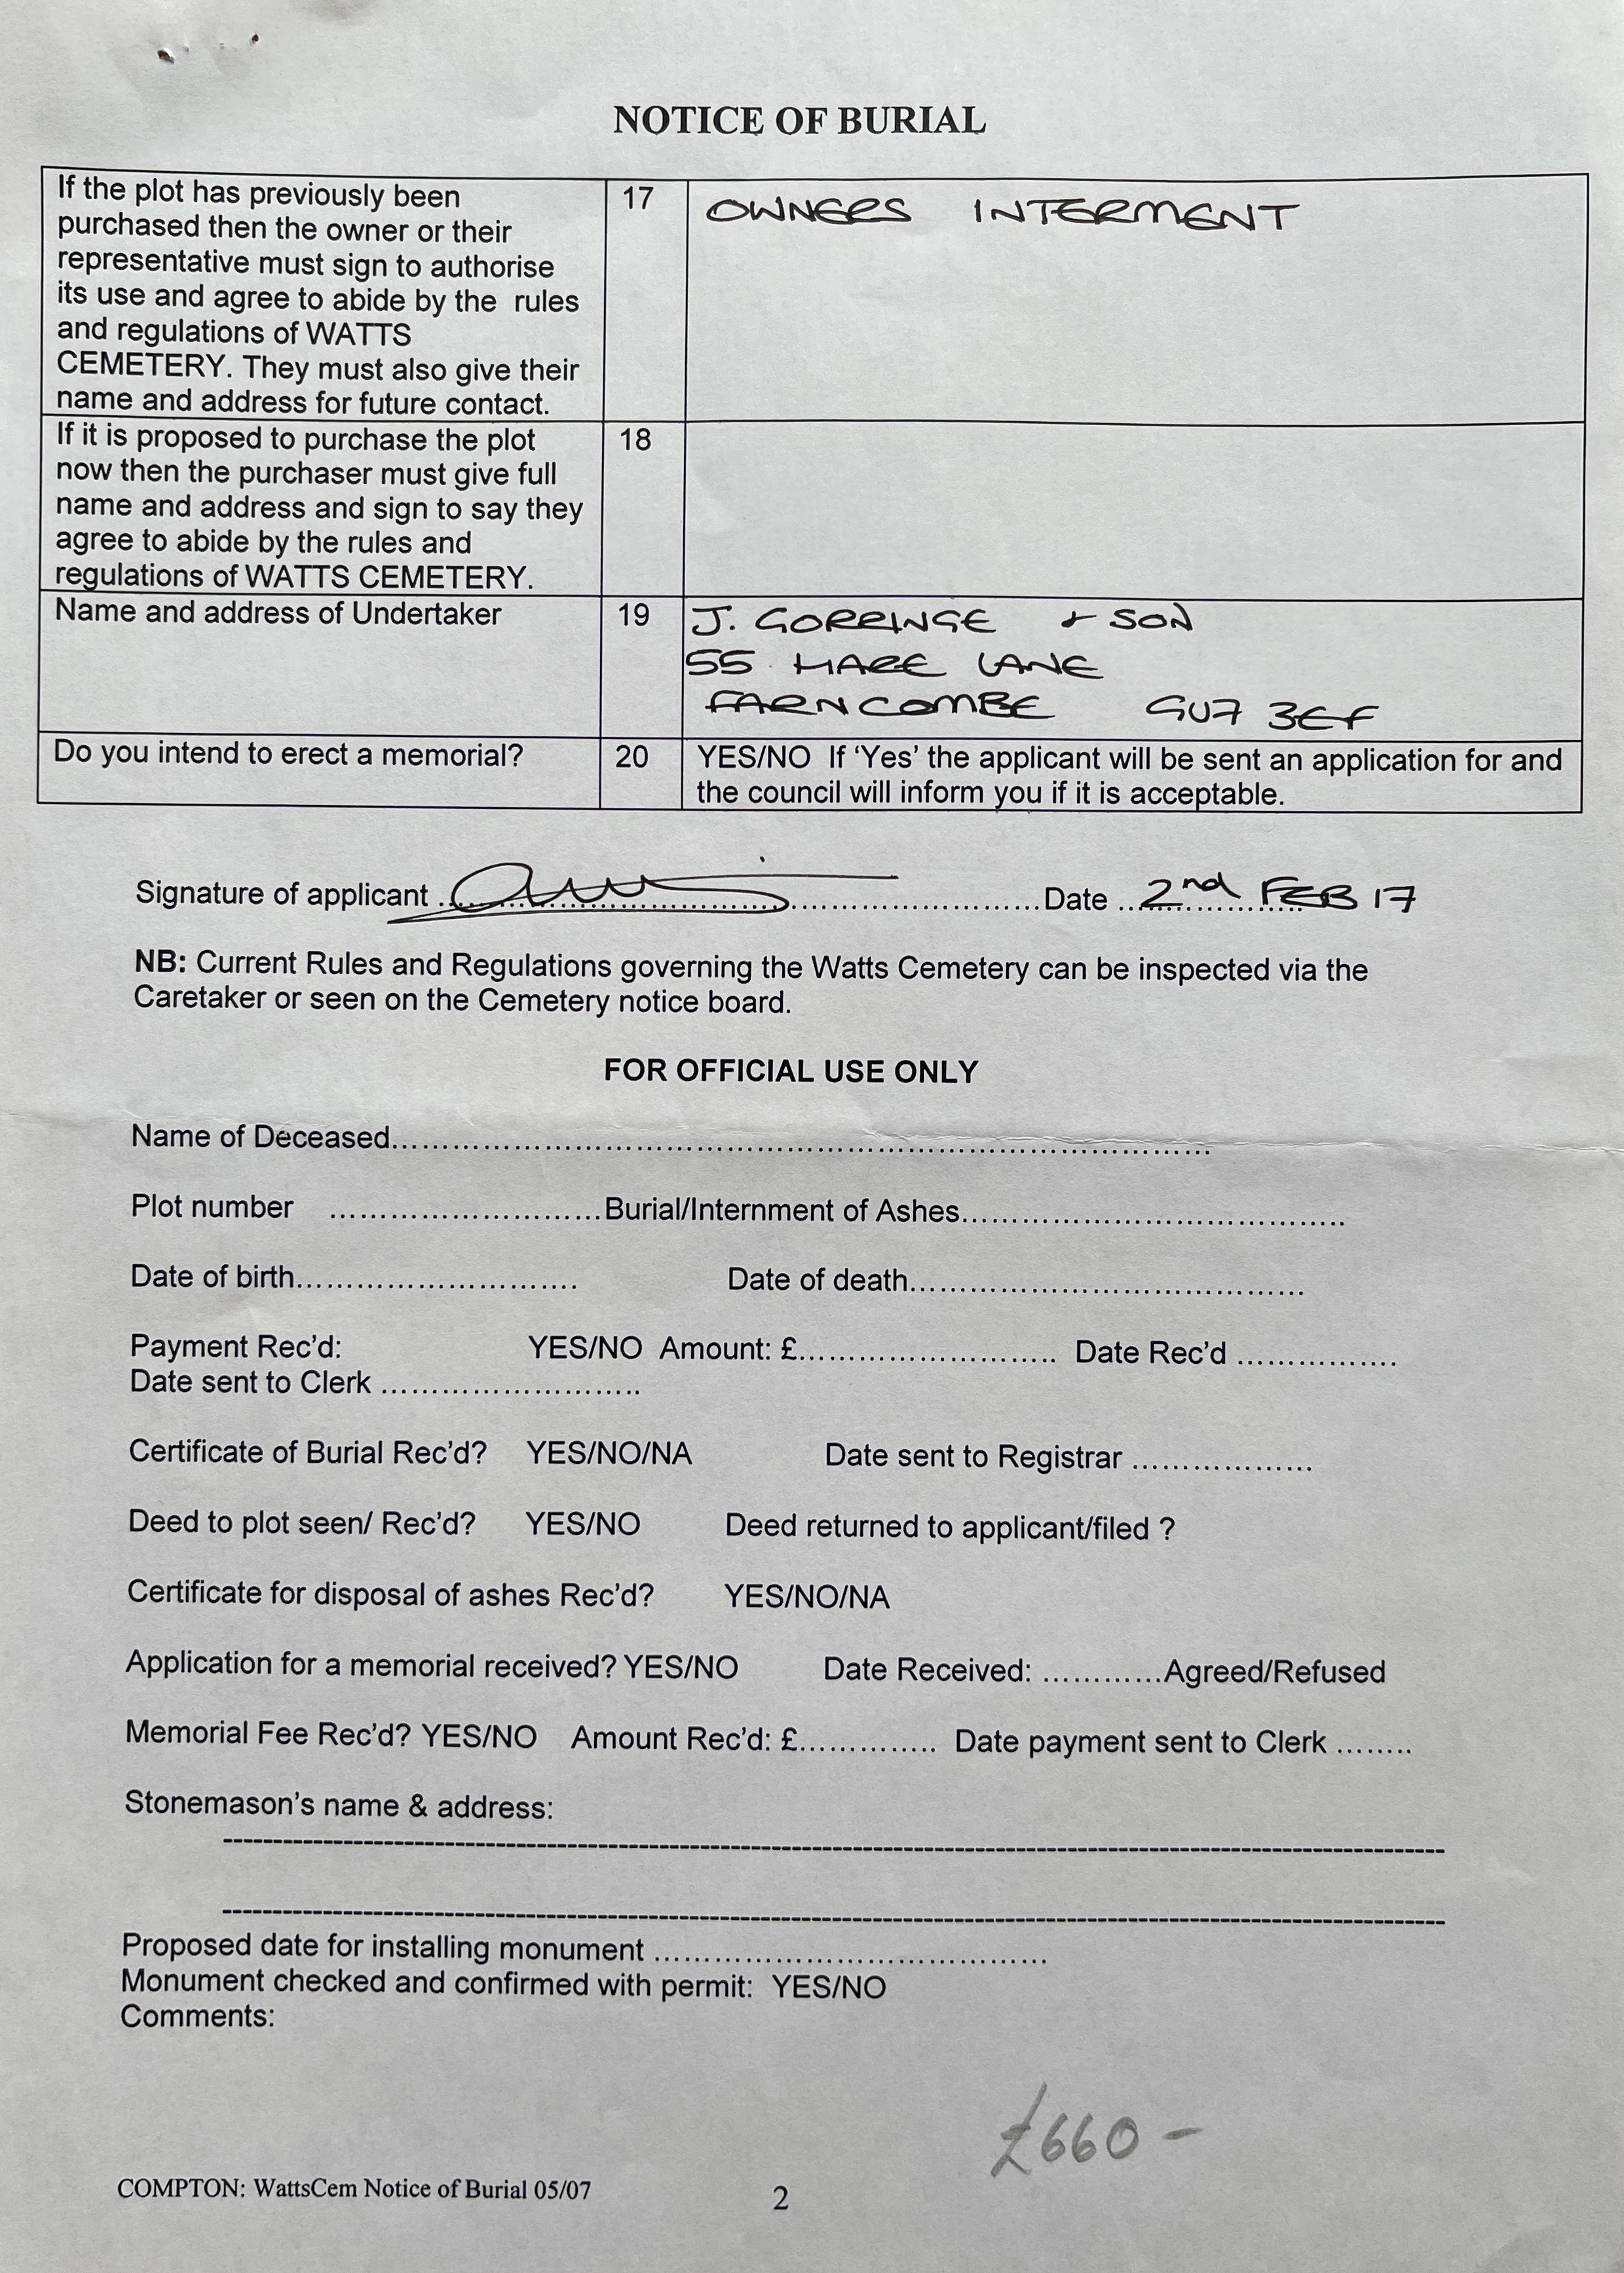 NOTICE OF BURIAL
If the plot has previously been
purchased then the owner or their
representative must sign to authorise
its use and agree to abide by the rules
and regulations of WATTS
CEMETERY. They must also give their
name and address for future contact.
17
OWNERS INTERMENT
If it is proposed to purchase the plot
now then the purchaser must give full
name and address and sign to say they
agree to abide by the rules and
regulations of WATTS CEMETERY.
18
Name and address of Undertaker
19
J. GORRINGE + SON
55 HARE LANE
FARNCOMBE GU7 3EF
Do you intend to erect a memorial?
20
YES/NO If ‘Yes’ the applicant will be sent an application for and
the council will inform you if it is acceptable.
Signature of applicant ........................................ Date 2nd FEB 17
NB: Current Rules and Regulations governing the Watts Cemetery can be inspected via the
Caretaker or seen on the Cemetery notice board.
FOR OFFICIAL USE ONLY
Name of Deceased................................................................................
Plot number ...........................Burial/Internment of Ashes......................................
Date of birth............................ Date of death.......................................
Payment Rec’d: YES/NO Amount: £.......................... Date Rec’d ................
Date sent to Clerk ..........................
Certificate of Burial Rec’d? YES/NO/NA Date sent to Registrar ..................
Deed to plot seen/ Rec’d? YES/NO Deed returned to applicant/filed ?
Certificate for disposal of ashes Rec’d? YES/NO/NA
Application for a memorial received? YES/NO Date Received: ............Agreed/Refused
Memorial Fee Rec’d? YES/NO Amount Rec’d: £.............. Date payment sent to Clerk ........
Stonemason’s name & address:
Proposed date for installing monument .......................................
Monument checked and confirmed with permit: YES/NO
Comments:
£660 -
COMPTON: WattsCem Notice of Burial 05/07
2